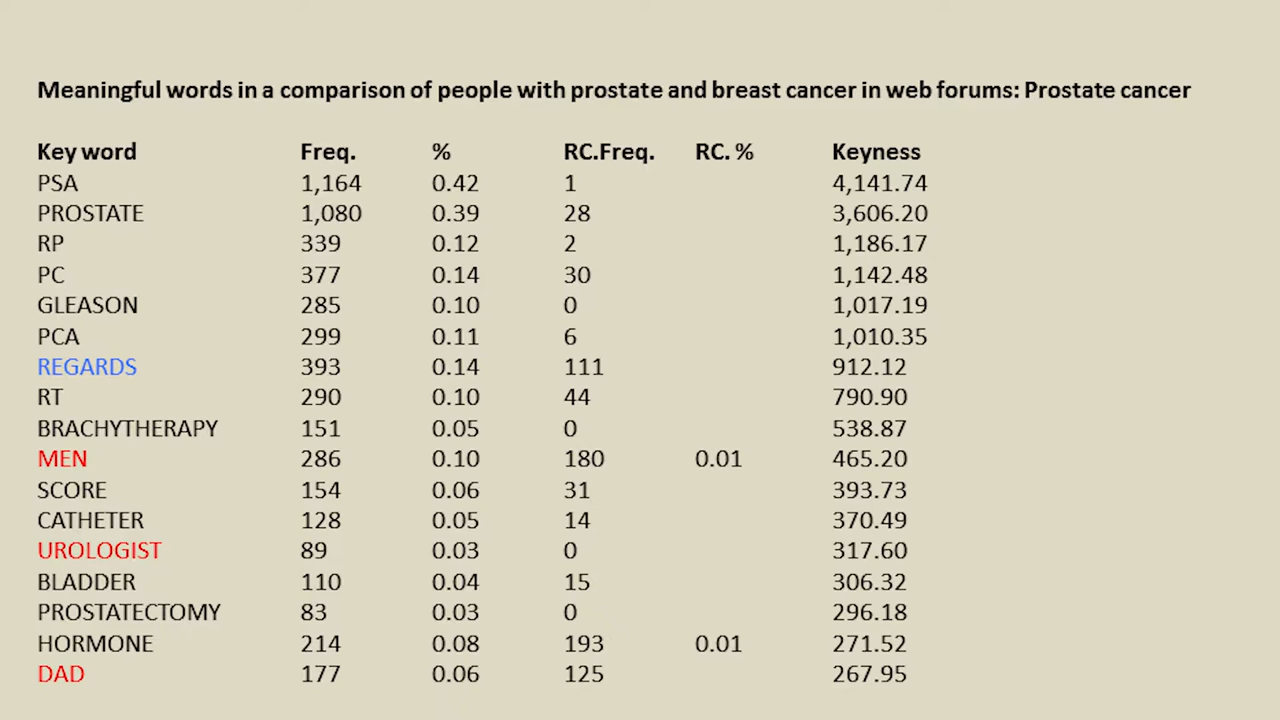 Meaningful words in a comparison of people with prostate and breast cancer in web forums: Prostate cancer
Key word Freq. % RC.Freq. RC. % Keyness
PSA 1,164 0.42 1 4,141.74
PROSTATE 1,080 0.39 28 3,606.20
RP 339 0.12 2 1,186.17
PC 377 0.14 30 1,142.48
GLEASON 285 0.10 0 1,017.19
PCA 299 0.11 6 1,010.35
REGARDS 393 0.14 111 912.12
RT 290 0.10 44 790.90
BRACHYTHERAPY 151 0.05 0 538.87
MEN 286 0.10 180 0.01 465.20
SCORE 154 0.06 31 393.73
CATHETER 128 0.05 14 370.49
UROLOGIST 89 0.03 0 317.60
BLADDER 110 0.04 15 306.32
PROSTATECTOMY 83 0.03 0 296.18
HORMONE 214 0.08 193 0.01 271.52
DAD 177 0.06 125 267.95